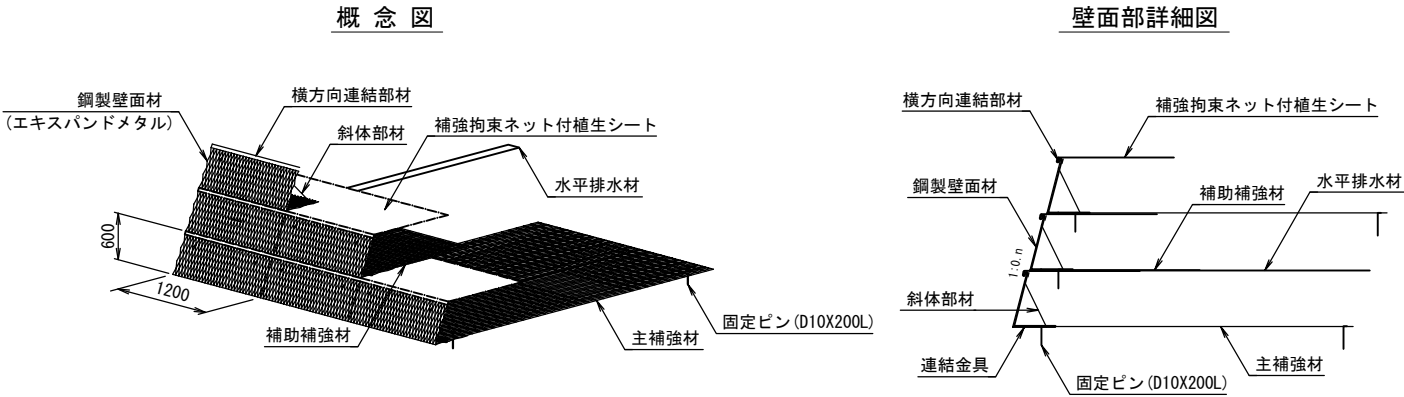 概念図
鋼製壁面材
(エキスパンドメタル)
横方向連結部材
斜体部材
補強拘束ネット付植生シート
水平排水材
600
1200
補助補強材
主補強材
固定ピン(D10X200L)
壁面部詳細図
横方向連結部材
補強拘束ネット付植生シート
鋼製壁面材
補助補強材
水平排水材
1:0.n
斜体部材
連結金具
固定ピン(D10X200L)
主補強材